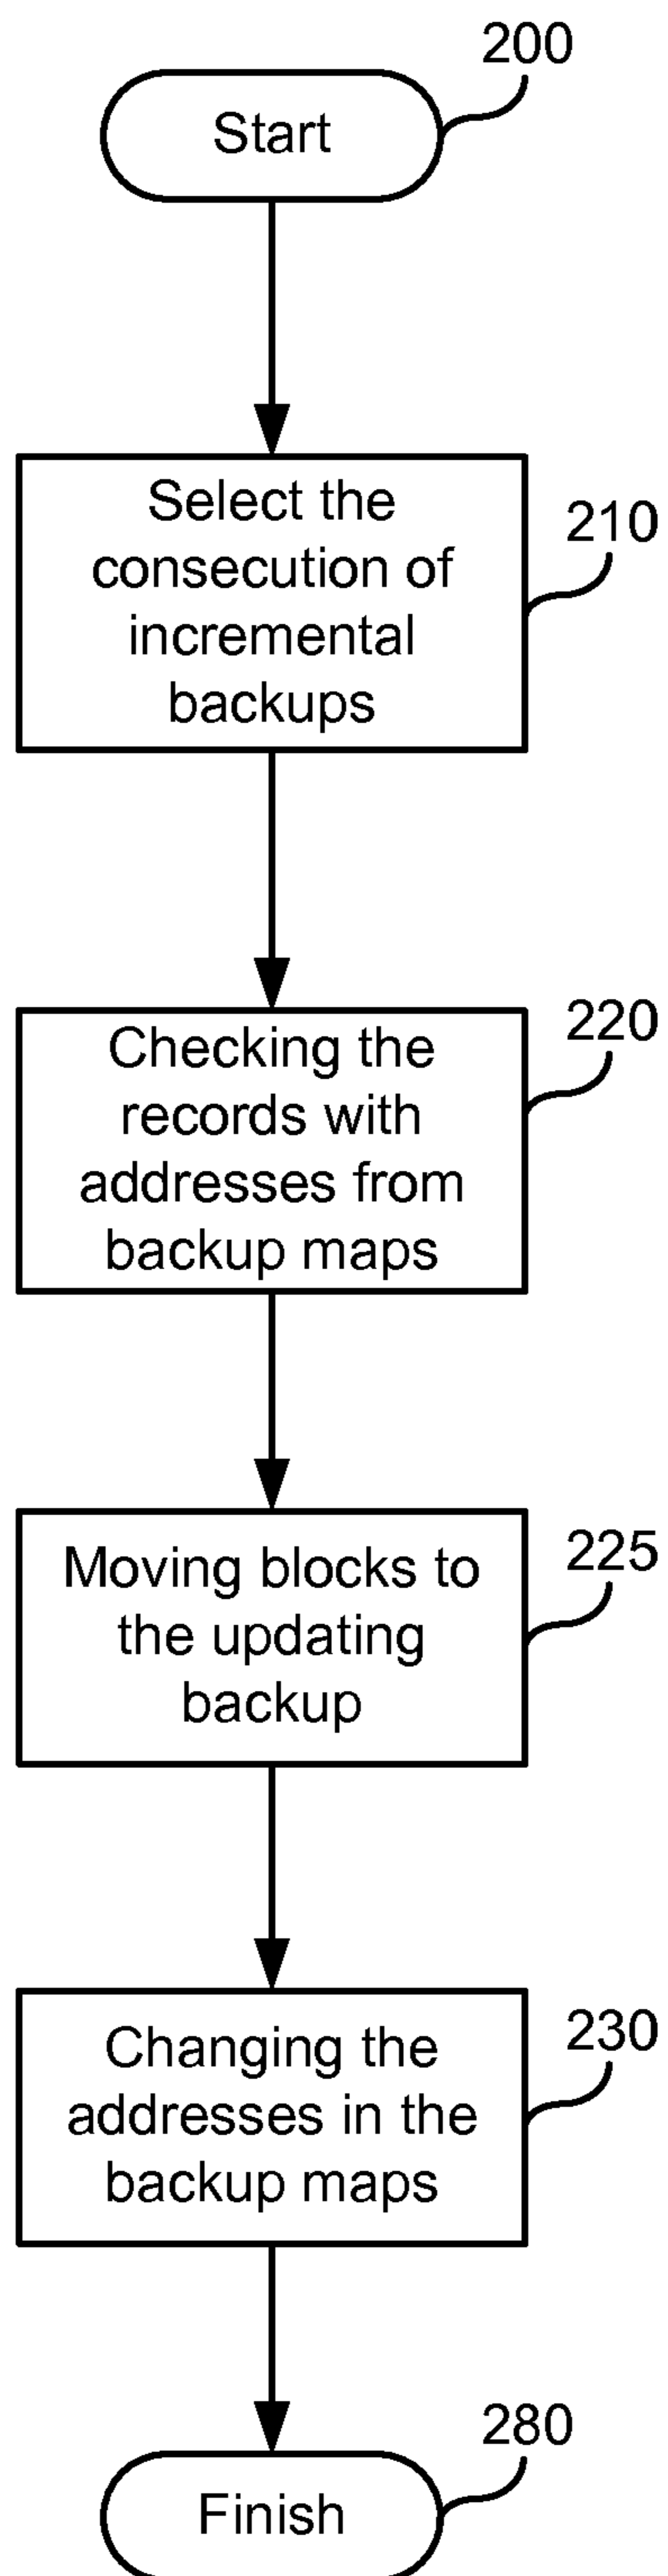 200
Start
Select the
consecution of
incremental
backups
210
Checking the
records with
addresses from
backup maps
220
Moving blocks to
the updating
backup
225
Changing the
addresses in the
backup maps
230
280
Finish